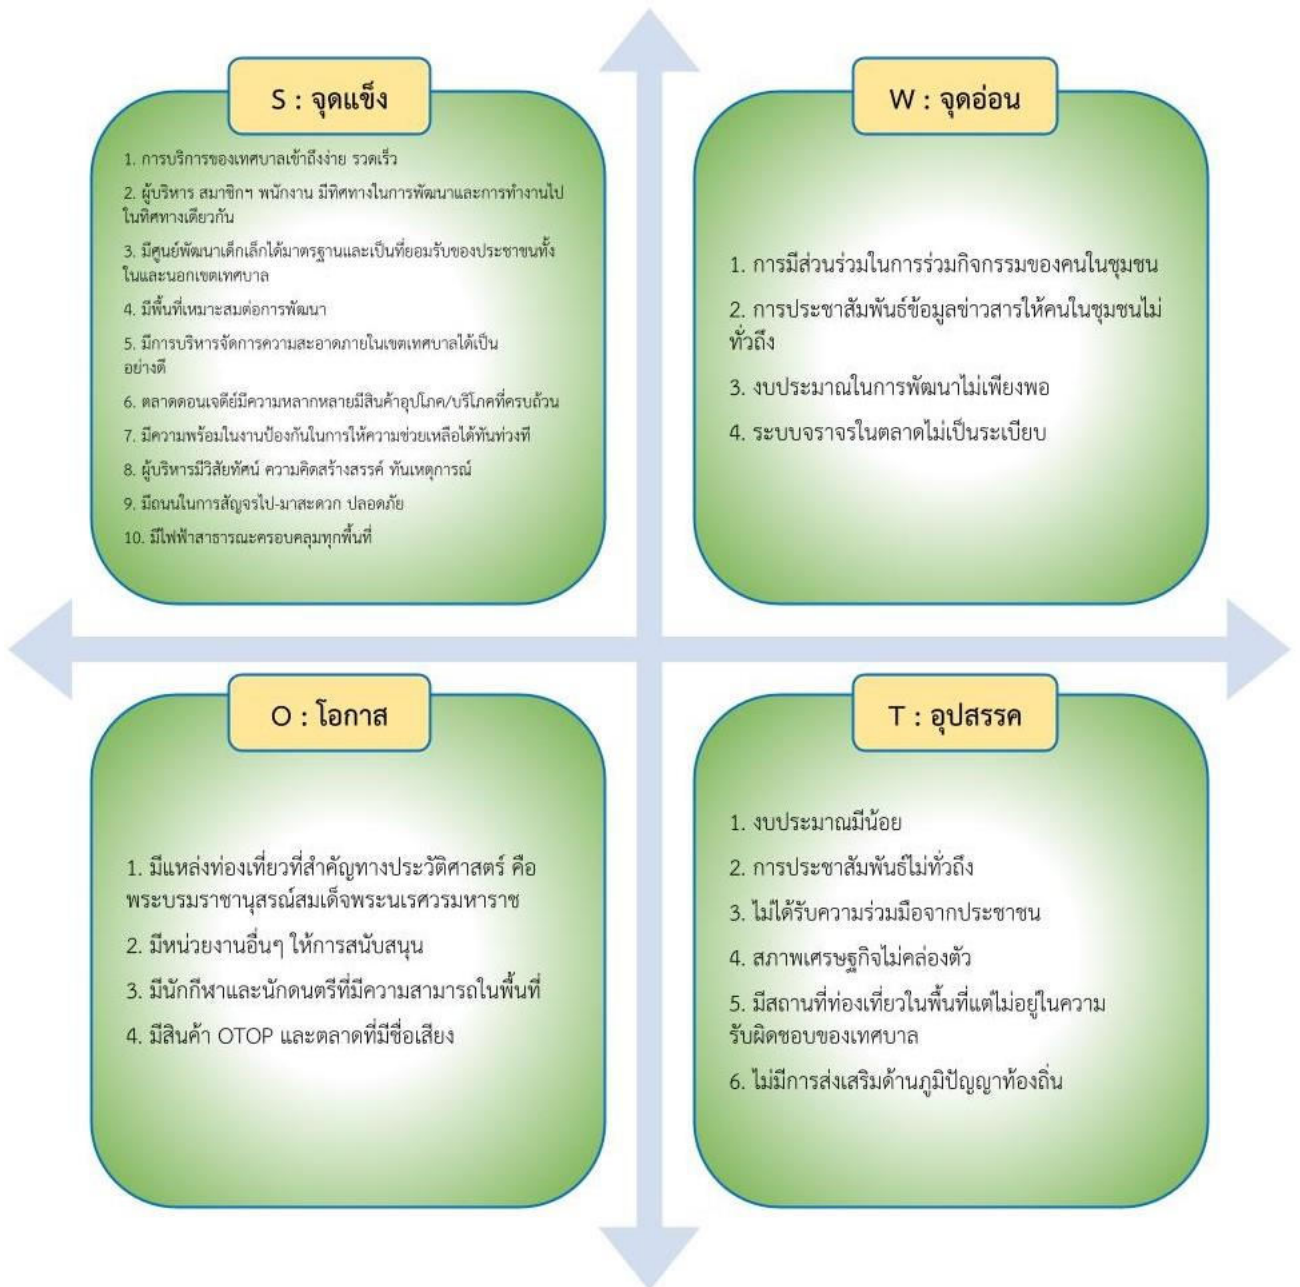 S : จุดแข็ง
1. การบริการของเทศบาลเข้าถึงง่าย รวดเร็ว
2. ผู้บริหาร สมาชิกฯ พนักงาน มีทิศทางในการพัฒนาและการทำงานไป
ในทิศทางเดียวกัน
3. มีศูนย์พัฒนาเด็กเล็กได้มาตรฐานและเป็นที่ยอมรับของประชาชนทั้ง
ในและนอกเขตเทศบาล
4. มีพื้นที่เหมาะสมต่อการพัฒนา
5. มีการบริหารจัดการความสะอาดภายในเขตเทศบาลได้เป็น
อย่างดี
6. ตลาดดอนเจดีย์มีความหลากหลายมีสินค้าอุปโภค/บริโภคที่ครบถ้วน
7. มีความพร้อมในงานป้องกันในการให้ความช่วยเหลือได้ทันท่วงที
8. ผู้บริหารมีวิสัยทัศน์ ความคิดสร้างสรรค์ ทันเหตุการณ์
9. มีถนนในการสัญจรไป-มาสะดวก ปลอดภัย
10. มีไฟฟ้าสาธารณะครอบคลุมทุกพื้นที่
W : จุดอ่อน
1. การมีส่วนร่วมในการร่วมกิจกรรมของคนในชุมชน
2. การประชาสัมพันธ์ข้อมูลข่าวสารให้คนในชุมชนไม่
ทั่วถึง
3. งบประมาณในการพัฒนาไม่เพียงพอ
4. ระบบจราจรในตลาดไม่เป็นระเบียบ
O : โอกาส
1. มีแหล่งท่องเที่ยวที่สำคัญทางประวัติศาสตร์ คือ
พระบรมราชานุสรณ์สมเด็จพระนเรศวรมหาราช
2. มีหน่วยงานอื่นๆ ให้การสนับสนุน
3. มีนักกีฬาและนักดนตรีที่มีความสามารถในพื้นที่
4. มีสินค้า OTOP และตลาดที่มีชื่อเสียง
T : อุปสรรค
1. งบประมาณมีน้อย
2. การประชาสัมพันธ์ไม่ทั่วถึง
3. ไม่ได้รับความร่วมมือจากประชาชน
4. สภาพเศรษฐกิจไม่คล่องตัว
5. มีสถานที่ท่องเที่ยวในพื้นที่แต่ไม่อยู่ในความ
รับผิดชอบของเทศบาล
6. ไม่มีการส่งเสริมด้านภูมิปัญญาท้องถิ่น